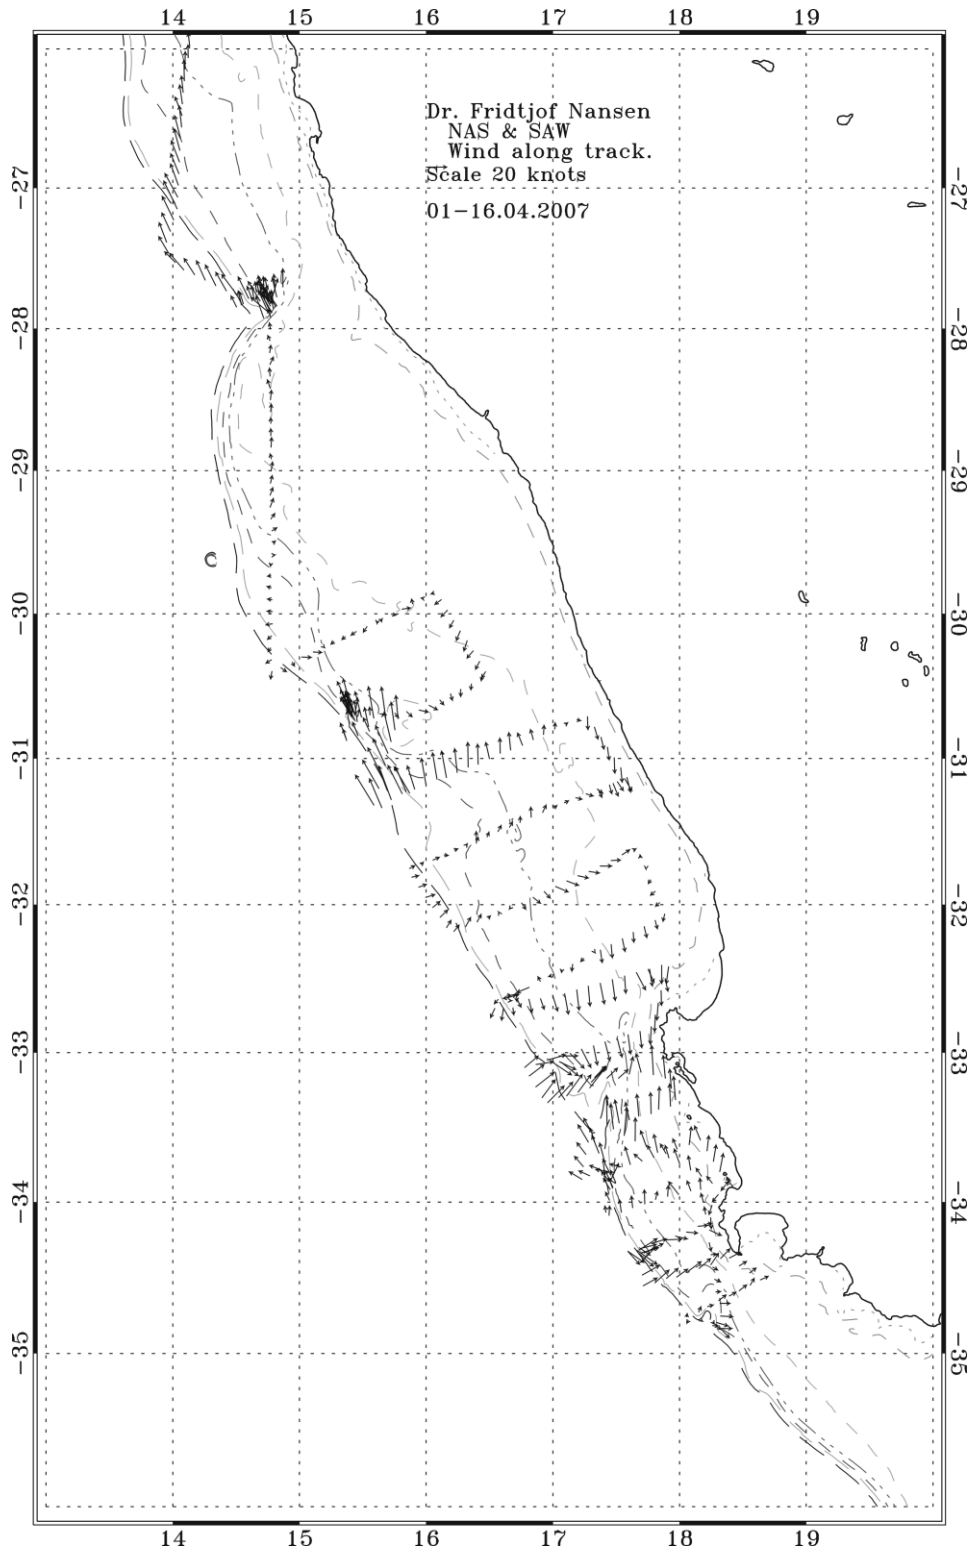 14 15 16 17 18 19
Dr. Fridtjof Nansen
NAS & SAW
Wind along track.
Scale 20 knots
01-16.04.2007
-27 -27
-28 -28
-29 -29
-30 -30
-31 -31
-32 -32
-33 -33
-34 -34
-35 -35
14 15 16 17 18 19